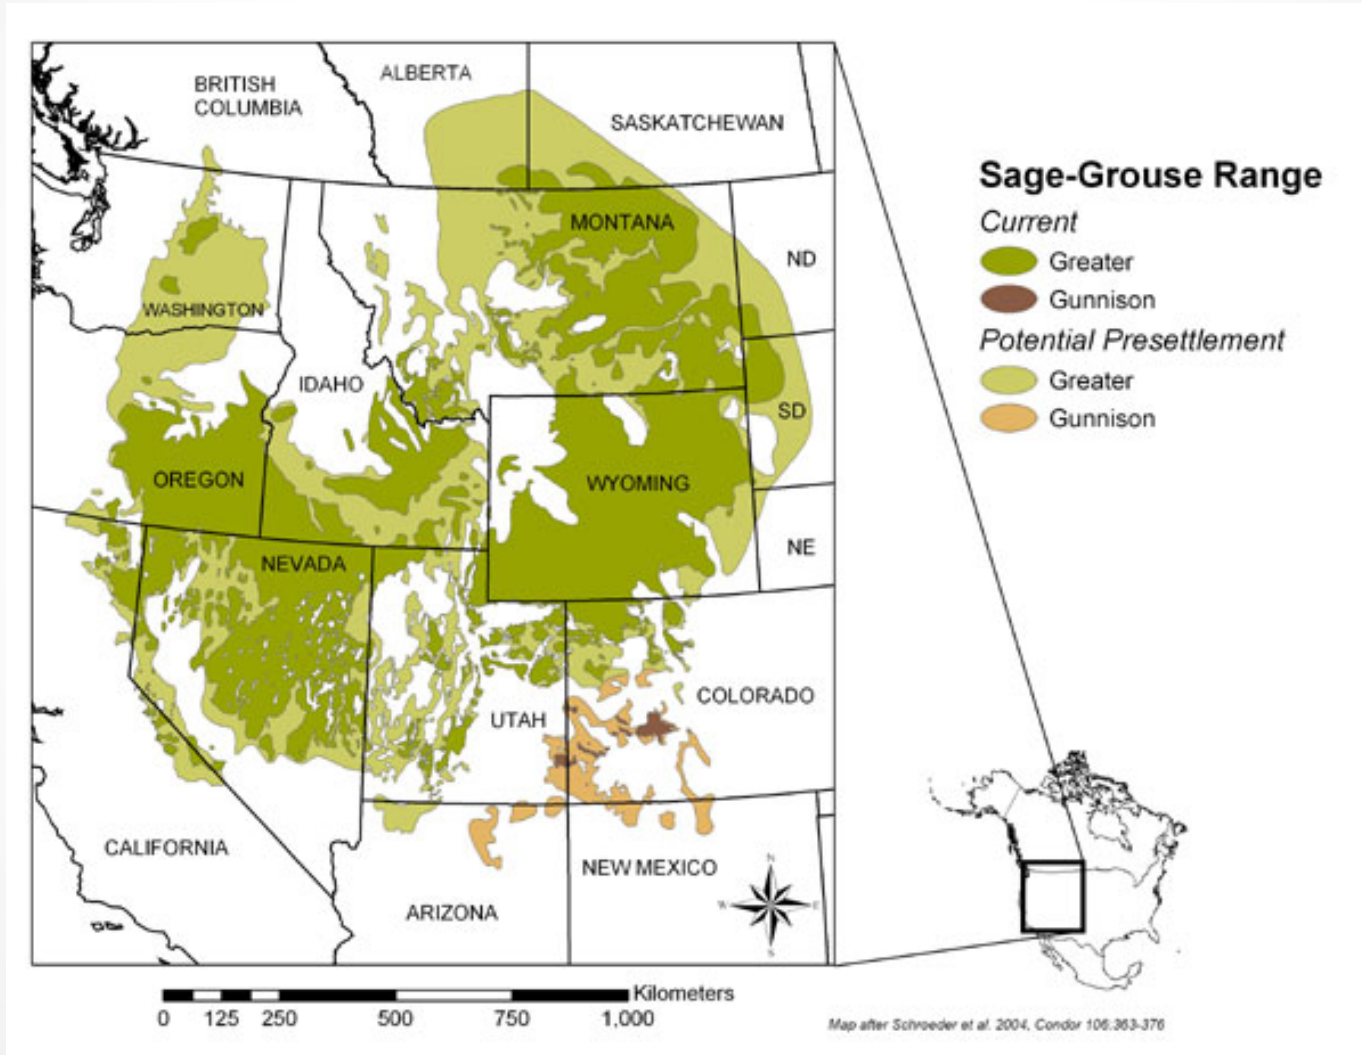 BRITISH
COLUMBIA
ALBERTA
SASKATCHEWAN
MONTANA
ND
WASHINGTON
IDAHO
SD
OREGON
WYOMING
NE
NEVADA
UTAH
COLORADO
CALIFORNIA
NEW MEXICO
ARIZONA
N
W
E
S
Sage-Grouse Range
Current
Greater
Gunnison
Potential Presettlement
Greater
Gunnison
Kilometers
0 125 250 500 750 1,000
Map after Schroeder et al. 2004, Condor 106:363-376